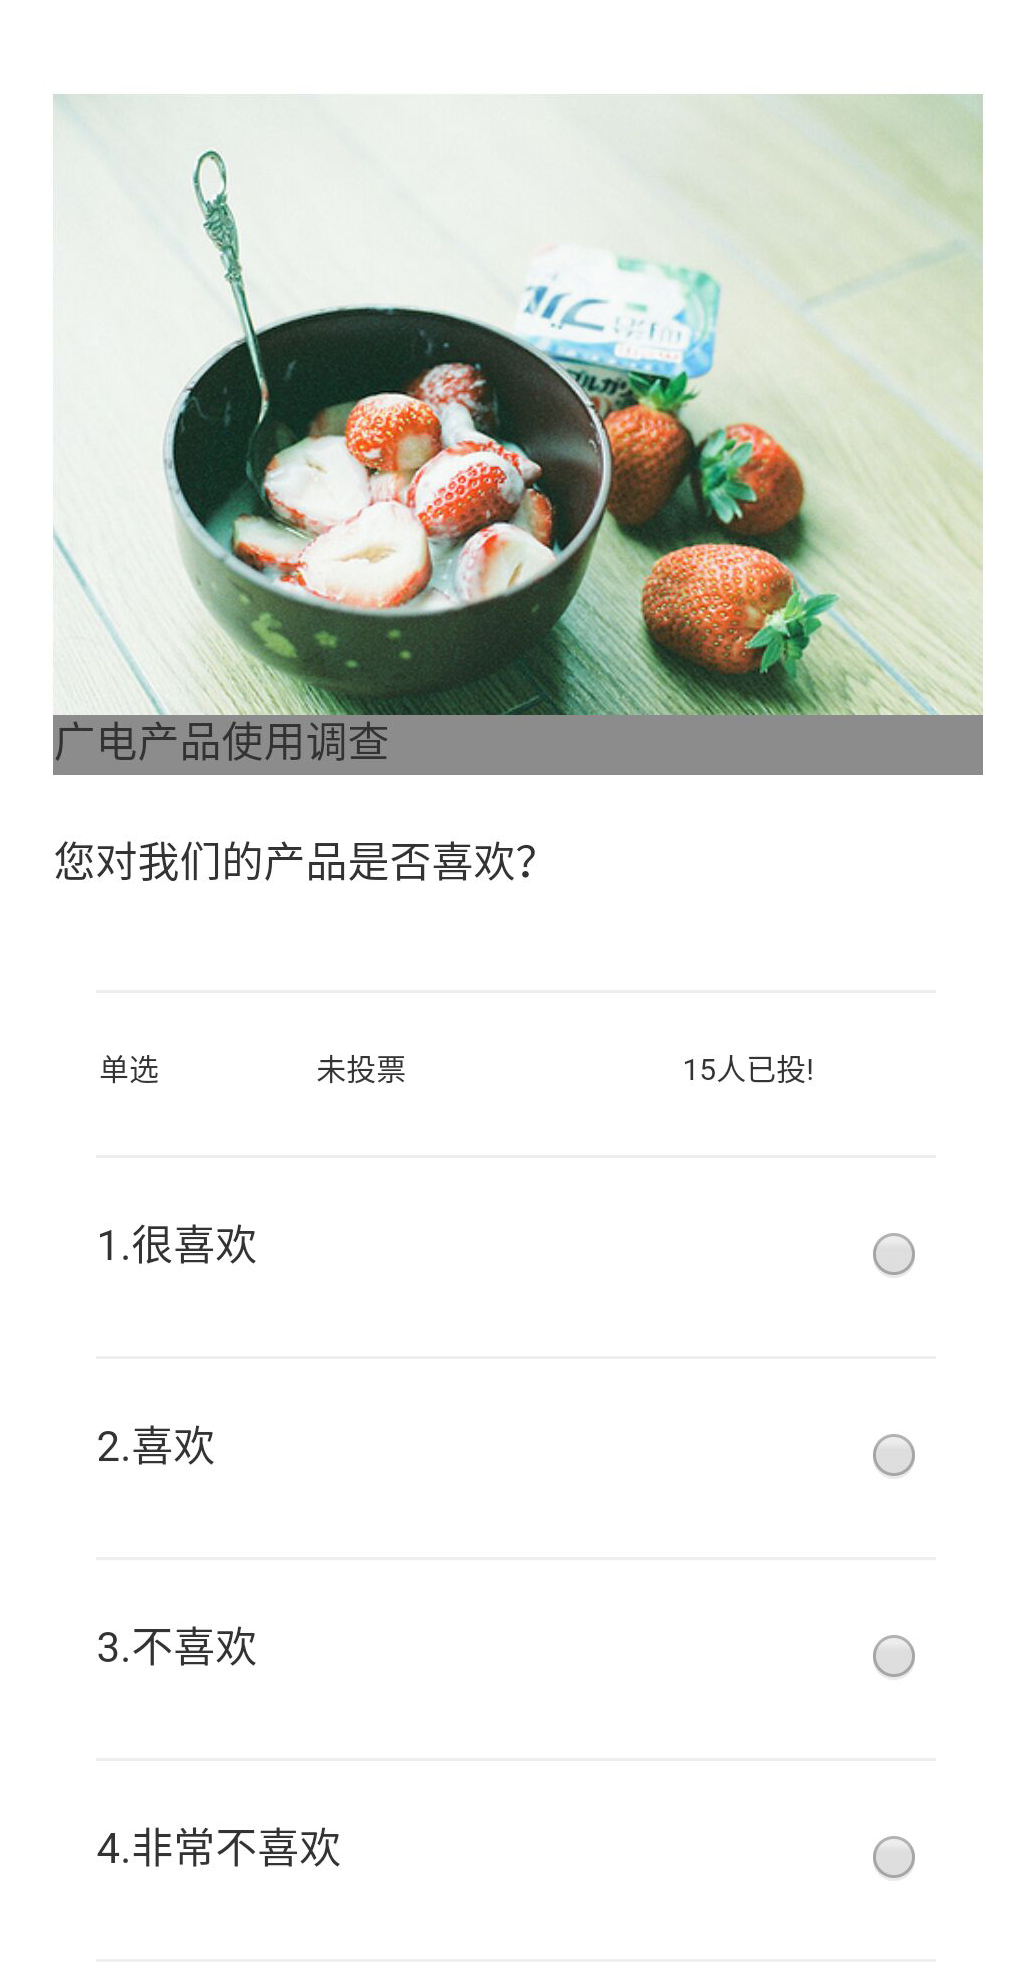 広电产品使用调查
您对我们的产品是否喜欢?
单选 未投票 15人已投!
1.很喜欢
2.喜欢
3.不喜欢
4.非常不喜欢